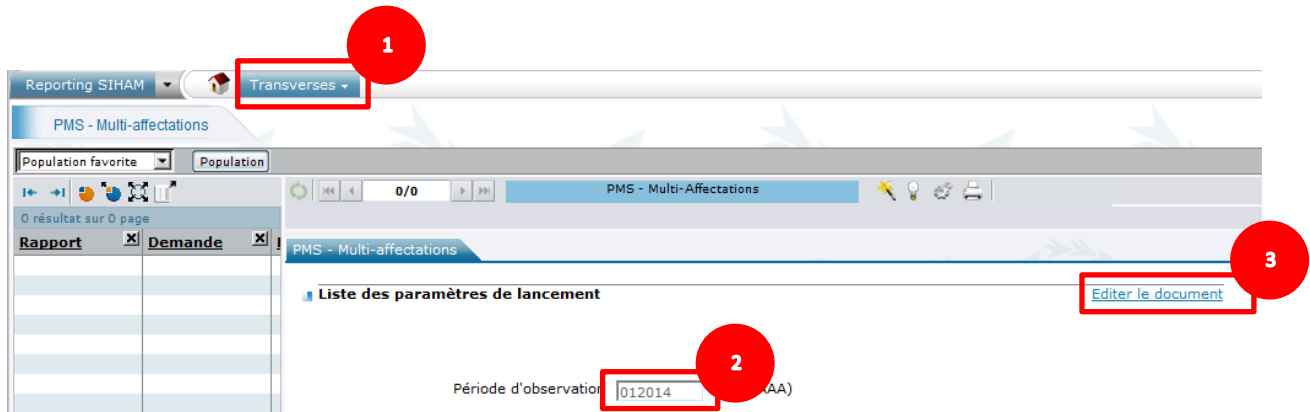 1
Reporting SIHAM Transverses
PMS - Multi-affectations
Population favorite Population
0/0 PMS - Multi-Affectations
0 résultat sur 0 page
Rapport Demande
PMS - Multi-affectations
3
Liste des paramètres de lancement Editer le document
2
Période d'observation 012014 AAA)